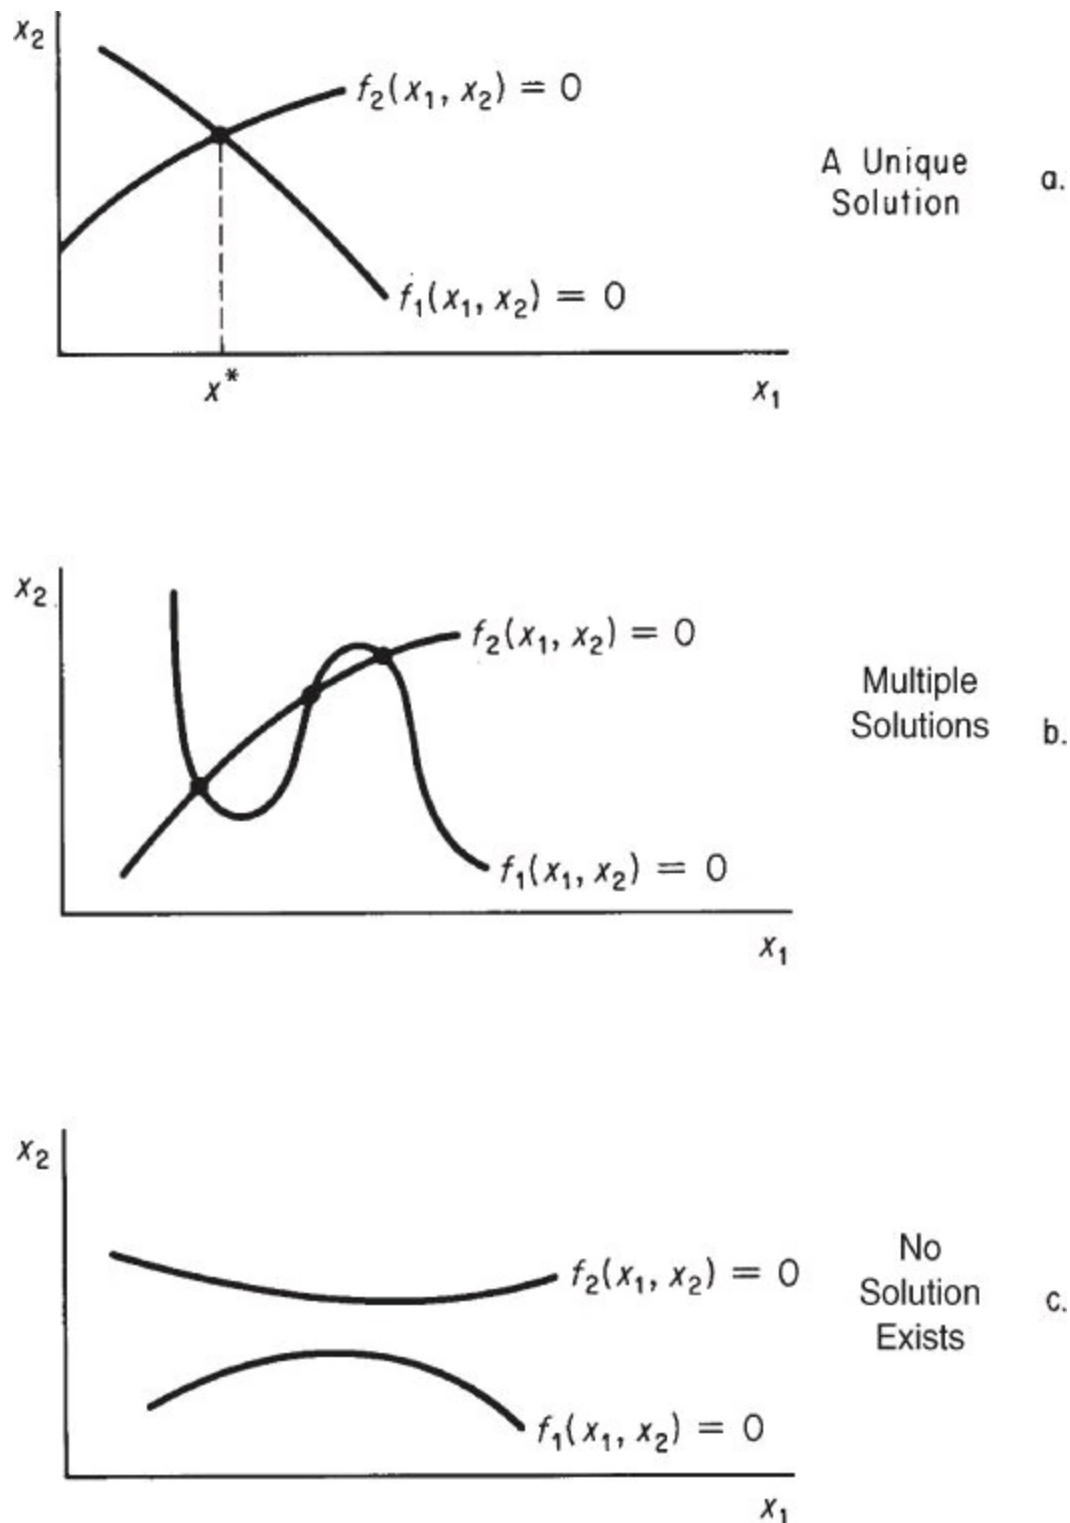 x₂
f₂(x₁, x₂) = 0
A Unique
Solution
a.
f₁(x₁, x₂) = 0
x*
x₁
x₂
f₂(x₁, x₂) = 0
Multiple
Solutions
b.
f₁(x₁, x₂) = 0
x₁
x₂
No
Solution
Exists
f₂(x₁, x₂) = 0
c.
f₁(x₁, x₂) = 0
x₁